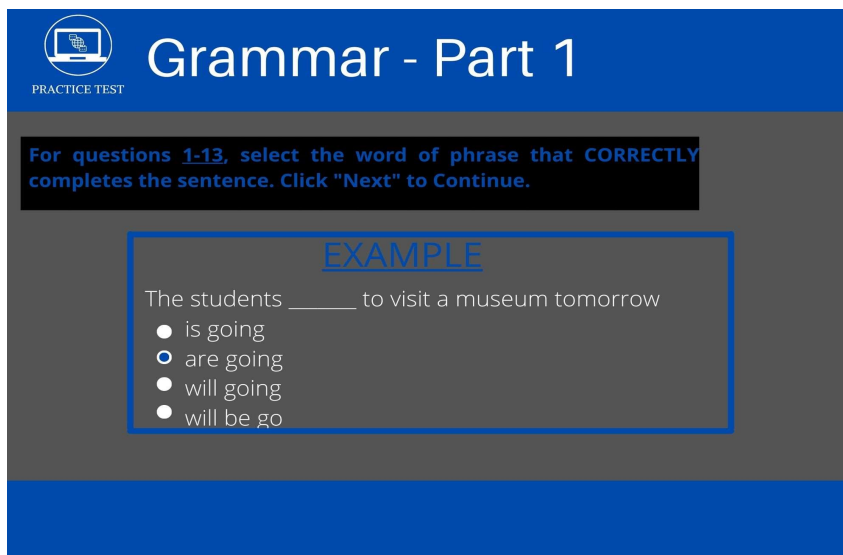 PRACTICE TEST
Grammar - Part 1
For questions 1-13, select the word of phrase that CORRECTLY
completes the sentence. Click "Next" to Continue.
EXAMPLE
The students ______ to visit a museum tomorrow
is going
are going
will going
will be go